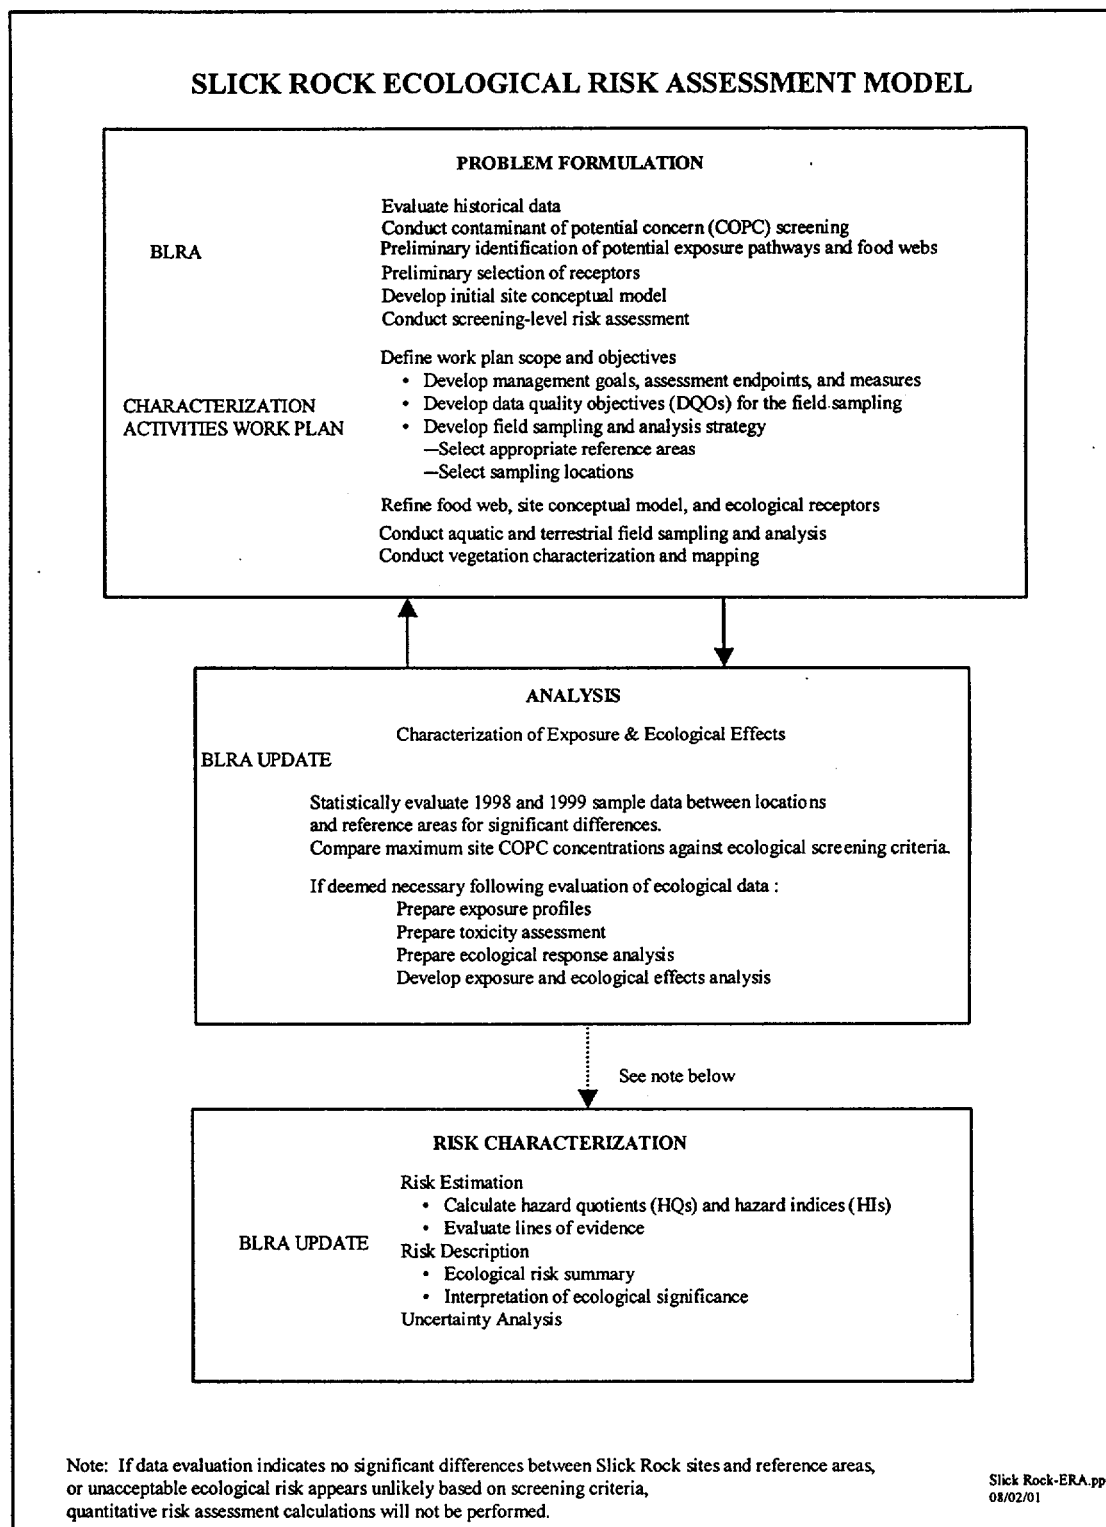 SLICK ROCK ECOLOGICAL RISK ASSESSMENT MODEL
PROBLEM FORMULATION
BLRA
Evaluate historical data
Conduct contaminant of potential concern (COPC) screening
Preliminary identification of potential exposure pathways and food webs
Preliminary selection of receptors
Develop initial site conceptual model
Conduct screening-level risk assessment
CHARACTERIZATION
ACTIVITIES WORK PLAN
Define work plan scope and objectives
• Develop management goals, assessment endpoints, and measures
• Develop data quality objectives (DQOs) for the field sampling
• Develop field sampling and analysis strategy
—Select appropriate reference areas
—Select sampling locations
Refine food web, site conceptual model, and ecological receptors
Conduct aquatic and terrestrial field sampling and analysis
Conduct vegetation characterization and mapping
ANALYSIS
Characterization of Exposure & Ecological Effects
BLRA UPDATE
Statistically evaluate 1998 and 1999 sample data between locations
and reference areas for significant differences.
Compare maximum site COPC concentrations against ecological screening criteria.
If deemed necessary following evaluation of ecological data :
Prepare exposure profiles
Prepare toxicity assessment
Prepare ecological response analysis
Develop exposure and ecological effects analysis
See note below
RISK CHARACTERIZATION
BLRA UPDATE
Risk Estimation
• Calculate hazard quotients (HQs) and hazard indices (HIs)
• Evaluate lines of evidence
Risk Description
• Ecological risk summary
• Interpretation of ecological significance
Uncertainty Analysis
Note: If data evaluation indicates no significant differences between Slick Rock sites and reference areas,
or unacceptable ecological risk appears unlikely based on screening criteria,
quantitative risk assessment calculations will not be performed.
Slick Rock-ERA.pp
08/02/01